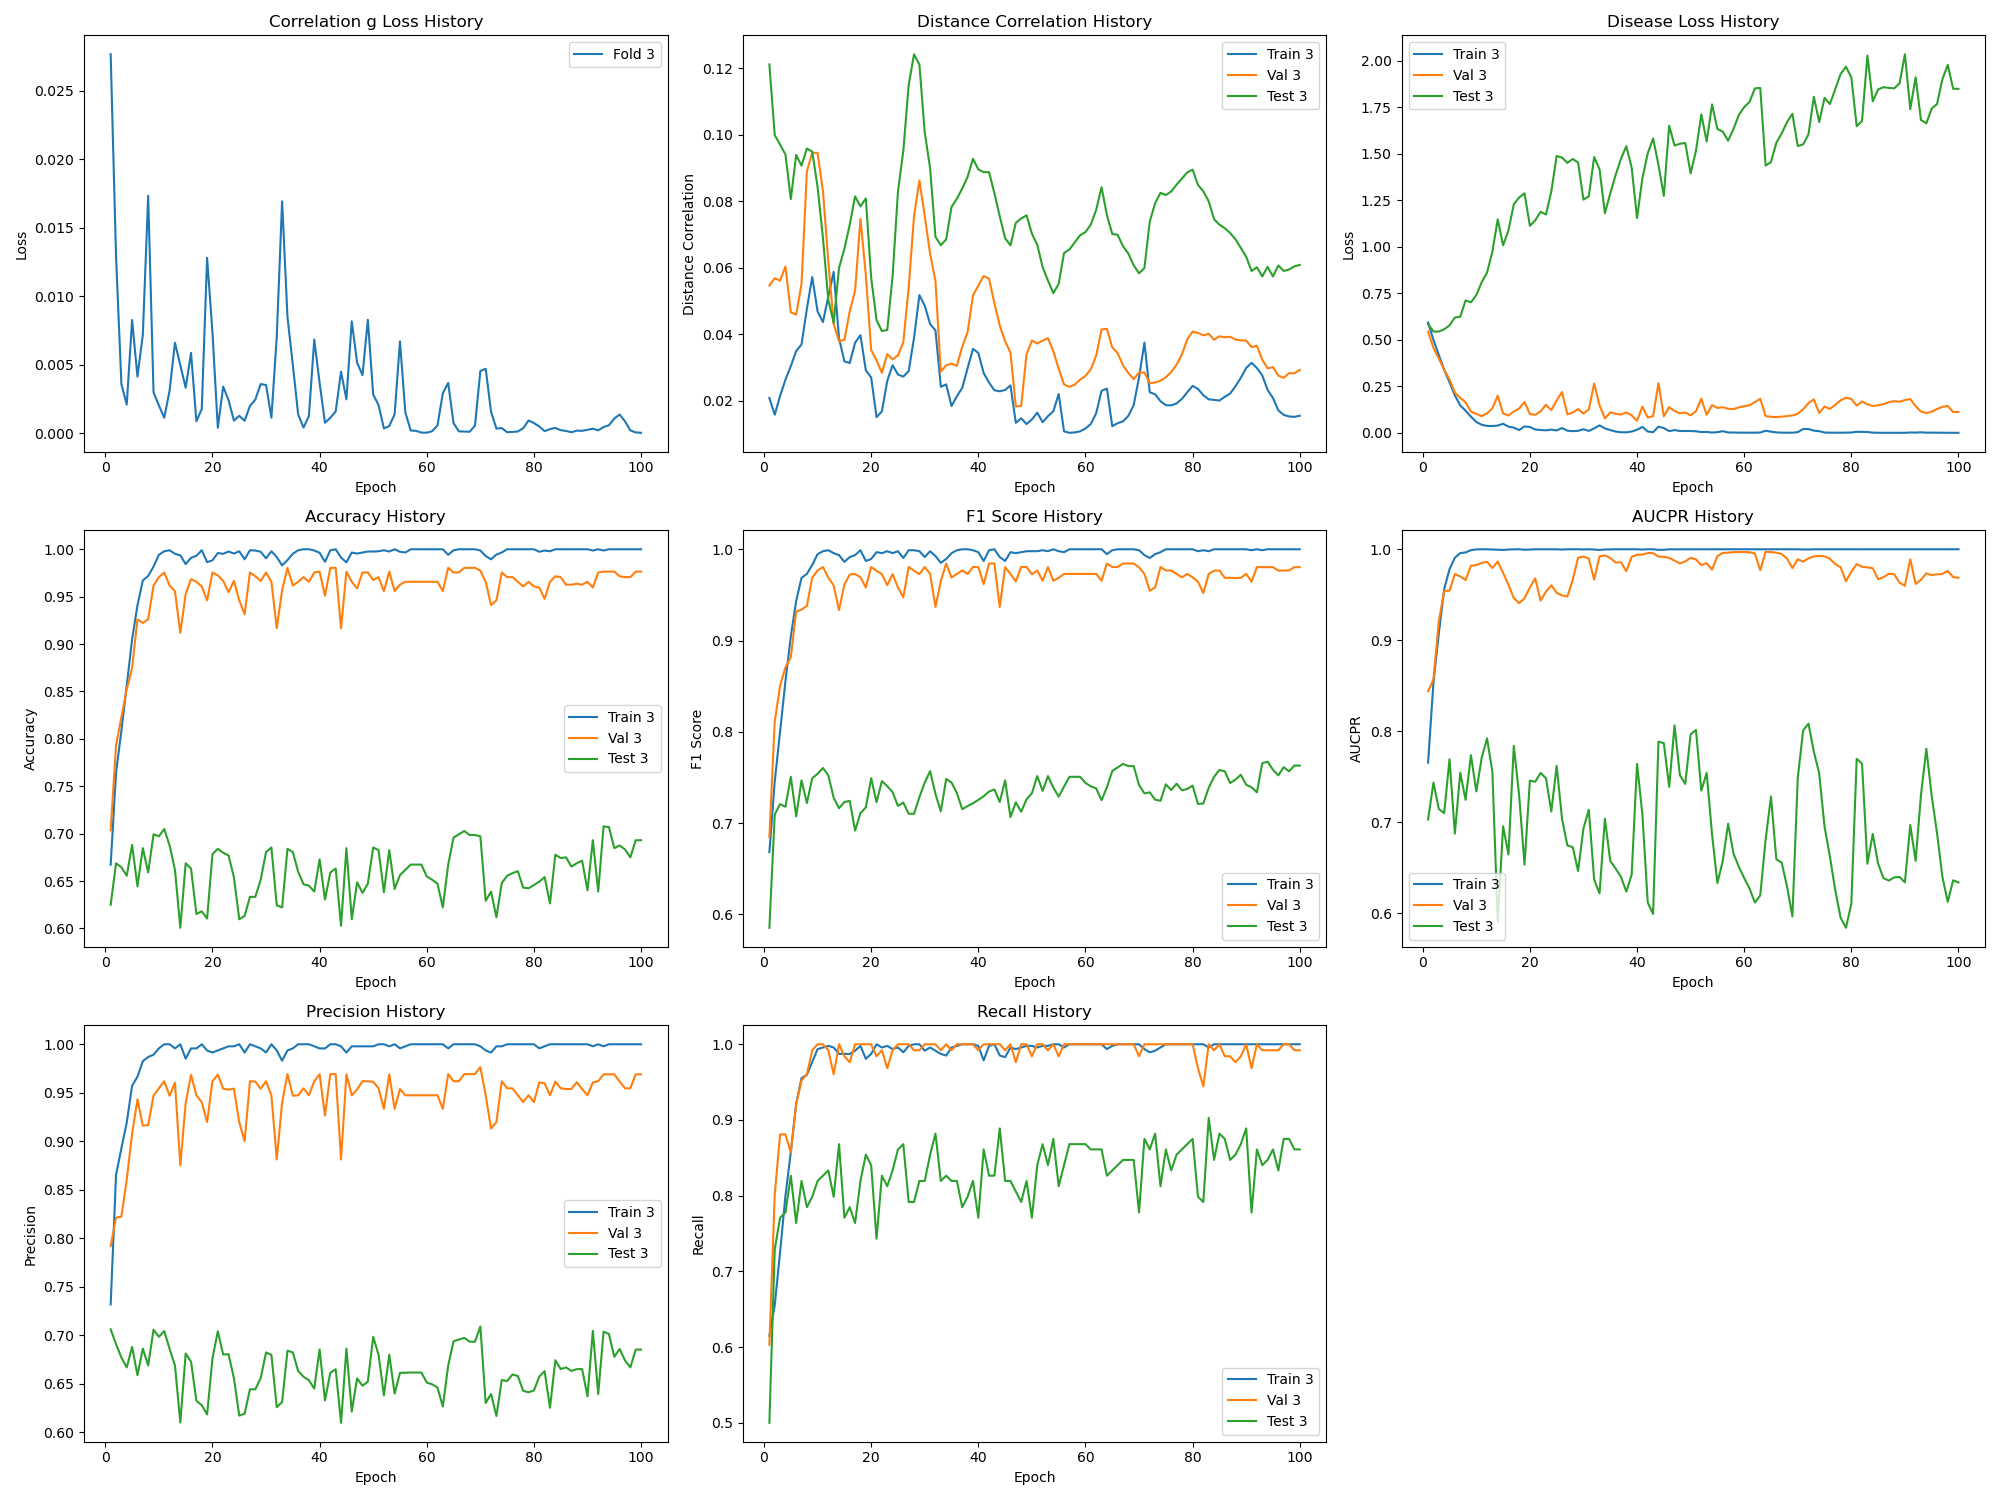 Correlation g Loss History
Fold 3
0.025
0.020
0.015
0.010
0.005
0.000
Loss
0 20 40 60 80 100
Epoch
Distance Correlation History
Train 3
Val 3
Test 3
0.12
0.10
0.08
0.06
0.04
0.02
Distance Correlation
0 20 40 60 80 100
Epoch
Disease Loss History
Train 3
Val 3
Test 3
2.00
1.75
1.50
1.25
1.00
0.75
0.50
0.25
0.00
Loss
0 20 40 60 80 100
Epoch
Accuracy History
1.00
0.95
0.90
0.85
0.80
0.75
0.70
0.65
0.60
Accuracy
Train 3
Val 3
Test 3
0 20 40 60 80 100
Epoch
F1 Score History
1.0
0.9
0.8
0.7
0.6
F1 Score
Train 3
Val 3
Test 3
0 20 40 60 80 100
Epoch
AUCPR History
1.0
0.9
0.8
0.7
0.6
AUCPR
Train 3
Val 3
Test 3
0 20 40 60 80 100
Epoch
Precision History
1.00
0.95
0.90
0.85
0.80
0.75
0.70
0.65
0.60
Precision
Train 3
Val 3
Test 3
0 20 40 60 80 100
Epoch
Recall History
1.0
0.9
0.8
0.7
0.6
0.5
Recall
Train 3
Val 3
Test 3
0 20 40 60 80 100
Epoch